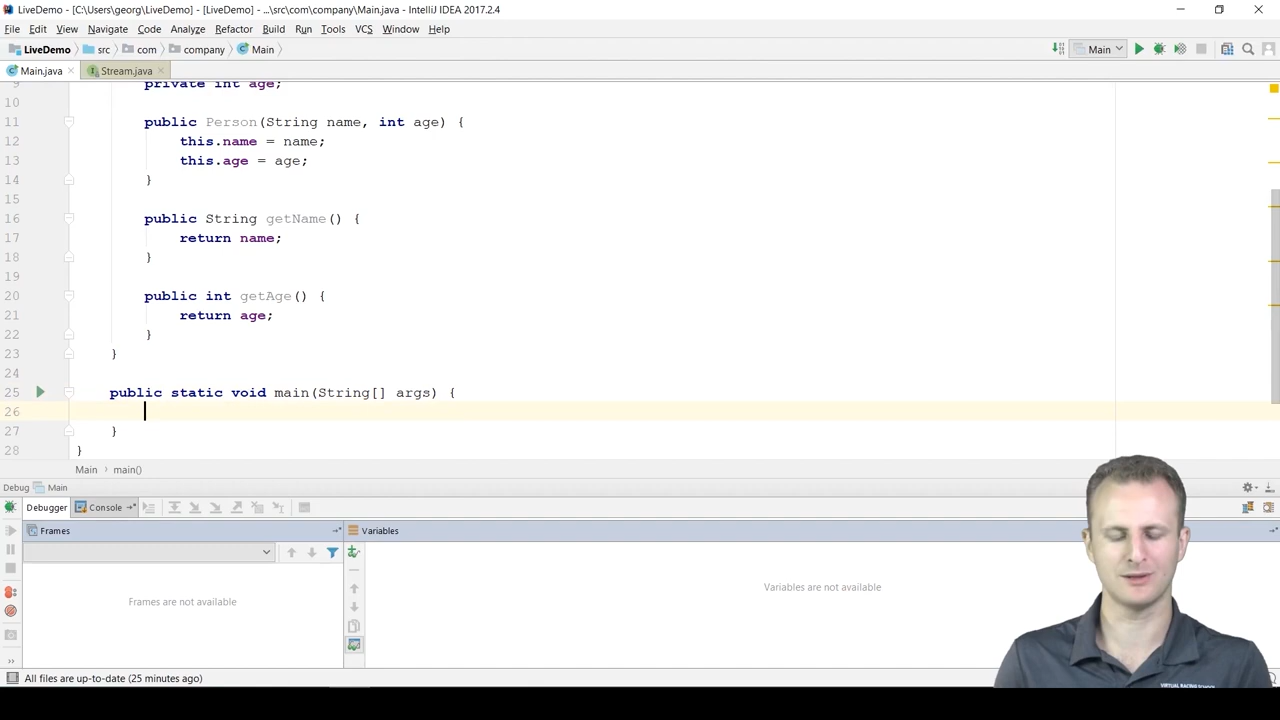 LiveDemo - [C:\Users\georg\LiveDemo] - [LiveDemo] - ...\src\com\company\Main.java - IntelliJ IDEA 2017.2.4
File Edit View Navigate Code Analyze Refactor Build Run Tools VCS Window Help
LiveDemo src com company Main Main
Main.java Stream.java
9 private int age;
10
11 public Person(String name, int age) {
12 this.name = name;
13 this.age = age;
14 }
15
16 public String getName() {
17 return name;
18 }
19
20 public int getAge() {
21 return age;
22 }
23 }
24
25 public static void main(String[] args) {
26
27 }
28 }
Main › main()
Debug Main
Debugger Console
Frames Variables
Frames are not available
Variables are not available
All files are up-to-date (25 minutes ago)
VIRTUAL RACING SCHOOL